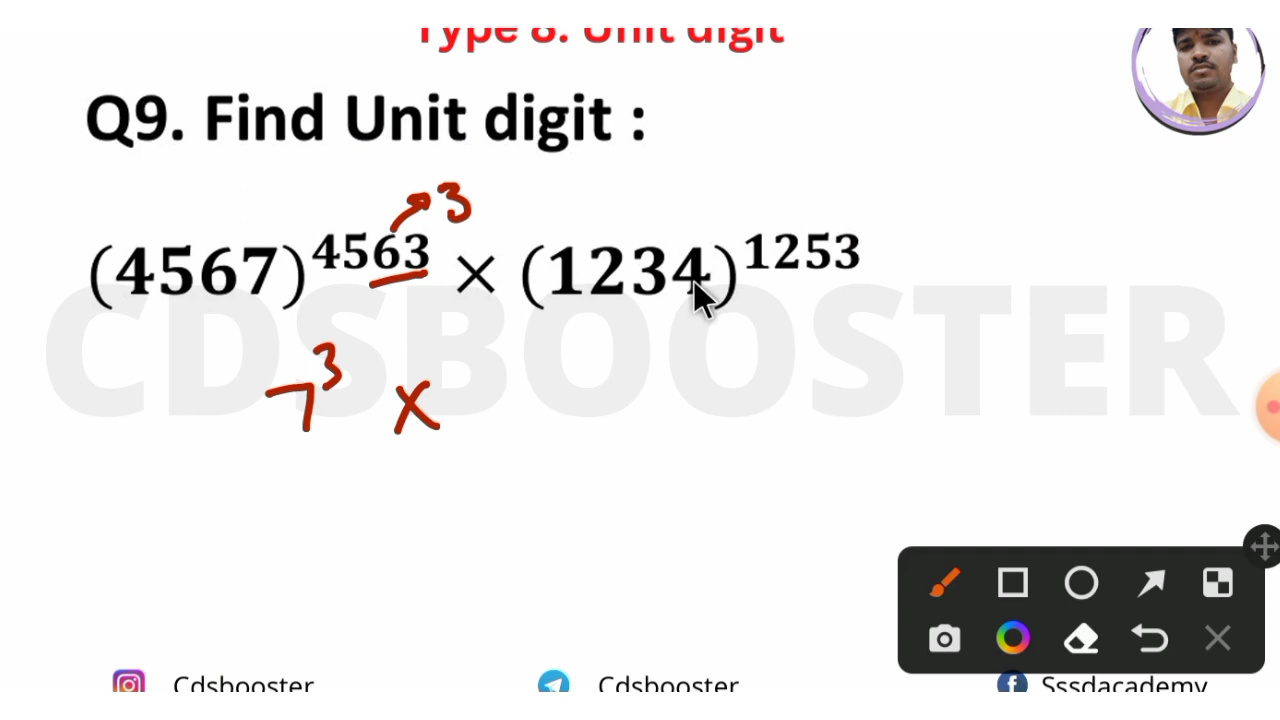 Type 8. Unit digit
Q9. Find Unit digit :
3
(4567)^4563 × (1234)^1253
CDSBOOSTER
7^3 ×
Cdsbooster Cdsbooster Sssdacademy